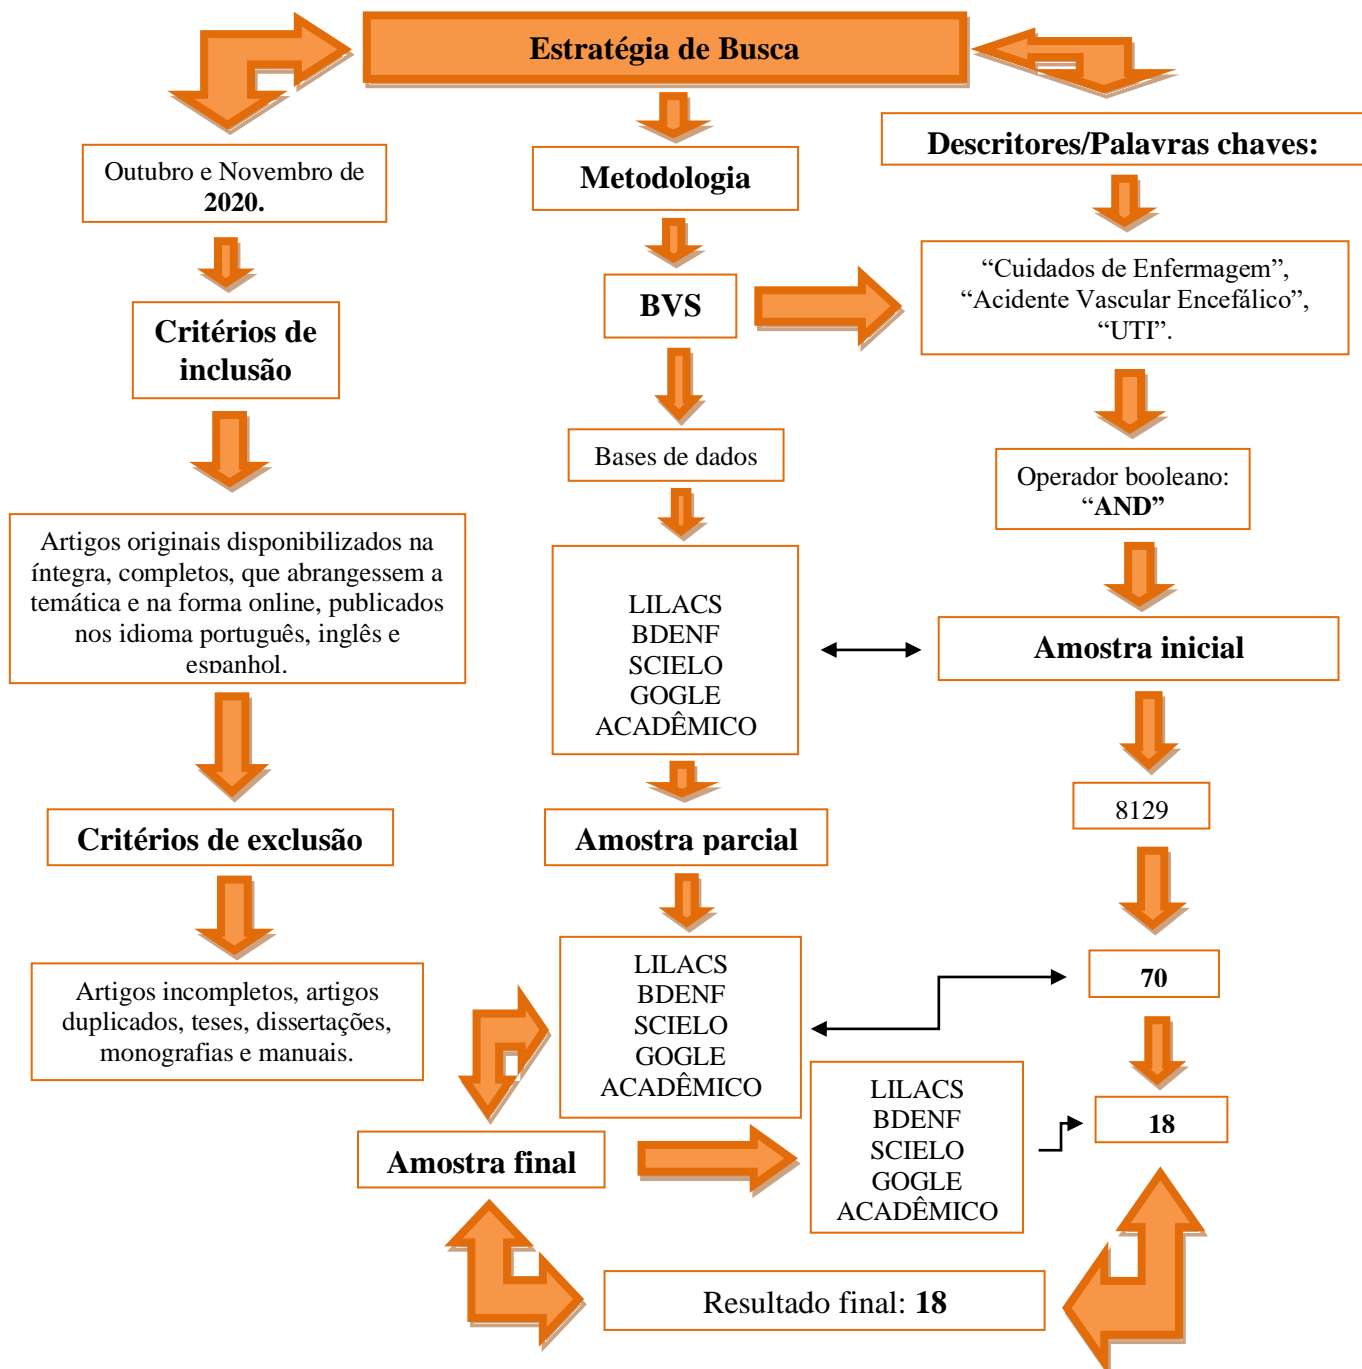 Estratégia de Busca
Outubro e Novembro de
2020.
Critérios de
inclusão
Artigos originais disponibilizados na
íntegra, completos, que abrangessem a
temática e na forma online, publicados
nos idioma português, inglês e
espanhol.
Critérios de exclusão
Artigos incompletos, artigos
duplicados, teses, dissertações,
monografias e manuais.
Metodologia
BVS
Bases de dados
LILACS
BDENF
SCIELO
GOGLE
ACADÊMICO
Amostra parcial
LILACS
BDENF
SCIELO
GOGLE
ACADÊMICO
Amostra final
LILACS
BDENF
SCIELO
GOGLE
ACADÊMICO
Descritores/Palavras chaves:
“Cuidados de Enfermagem”,
“Acidente Vascular Encefálico”,
“UTI”.
Operador booleano:
“AND”
Amostra inicial
8129
70
18
Resultado final: 18